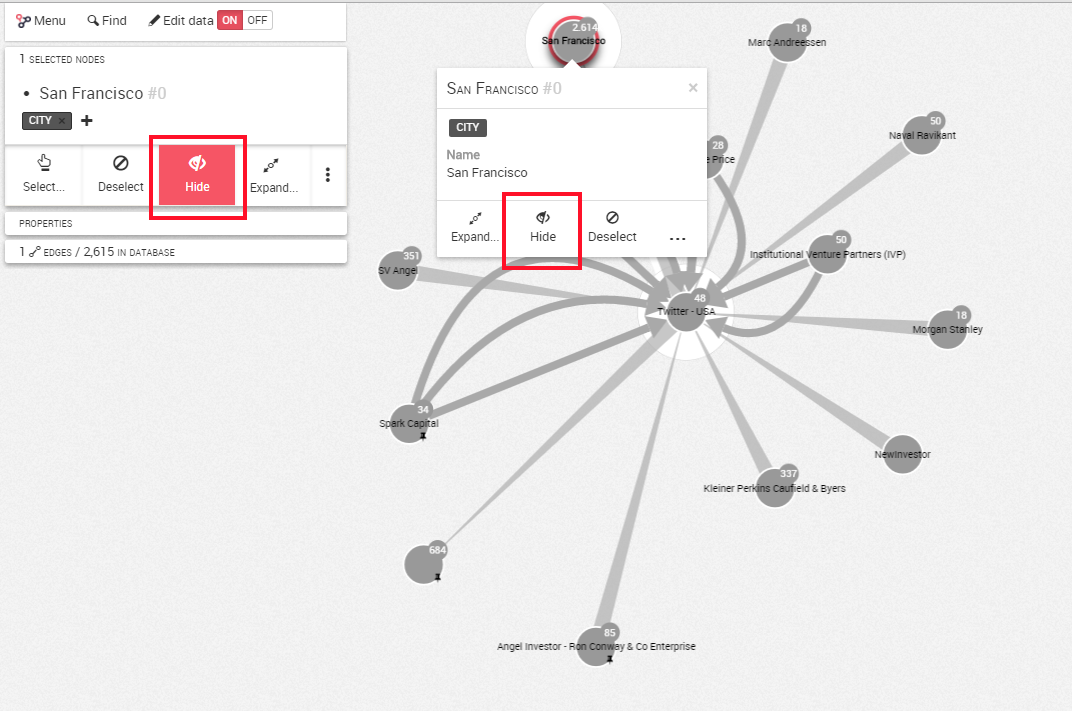 Menu Find Edit data ON OFF
1 SELECTED NODES
• San Francisco #0
CITY × +
Select... Deselect Hide Expand...
PROPERTIES
1 EDGES / 2,615 IN DATABASE
2,614
San Francisco
SAN FRANCISCO #0 ×
CITY
Name
San Francisco
Expand... Hide Deselect ...
18
Marc Andreessen
50
Naval Ravikant
28
e Price
50
Institutional Venture Partners (IVP)
351
SV Angel
48
Twitter - USA
18
Morgan Stanley
34
Spark Capital
NewInvestor
337
Kleiner Perkins Caufield & Byers
684
85
Angel Investor - Ron Conway & Co Enterprise